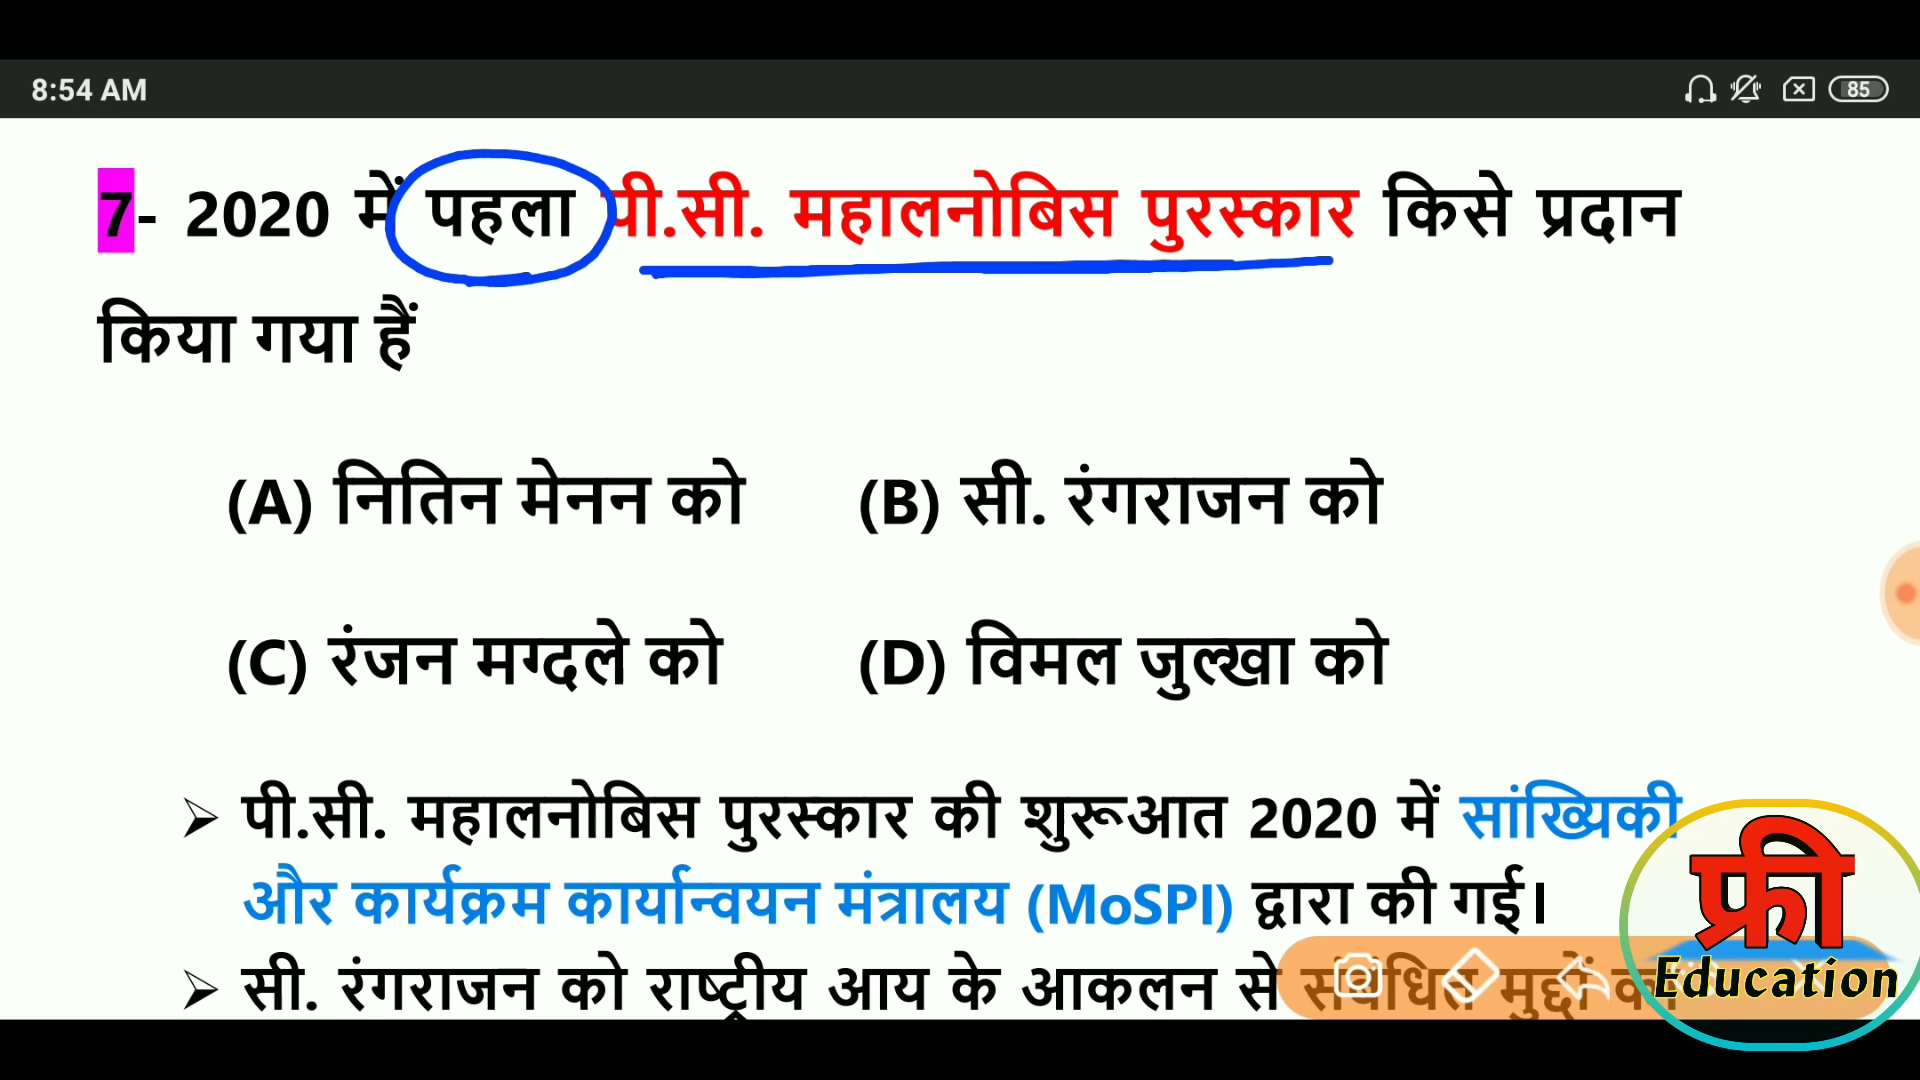 8:54 AM
85
7- 2020 में पहला पी.सी. महालनोबिस पुरस्कार किसे प्रदान
किया गया हैं
(A) नितिन मेनन को (B) सी. रंगराजन को
(C) रंजन मग्दले को (D) विमल जुल्खा को
➢ पी.सी. महालनोबिस पुरस्कार की शुरूआत 2020 में सांख्यिकी
और कार्यक्रम कार्यान्वयन मंत्रालय (MoSPI) द्वारा की गई।
➢ सी. रंगराजन को राष्ट्रीय आय के आकलन से संबंधित मुद्दों
फ्री
Education